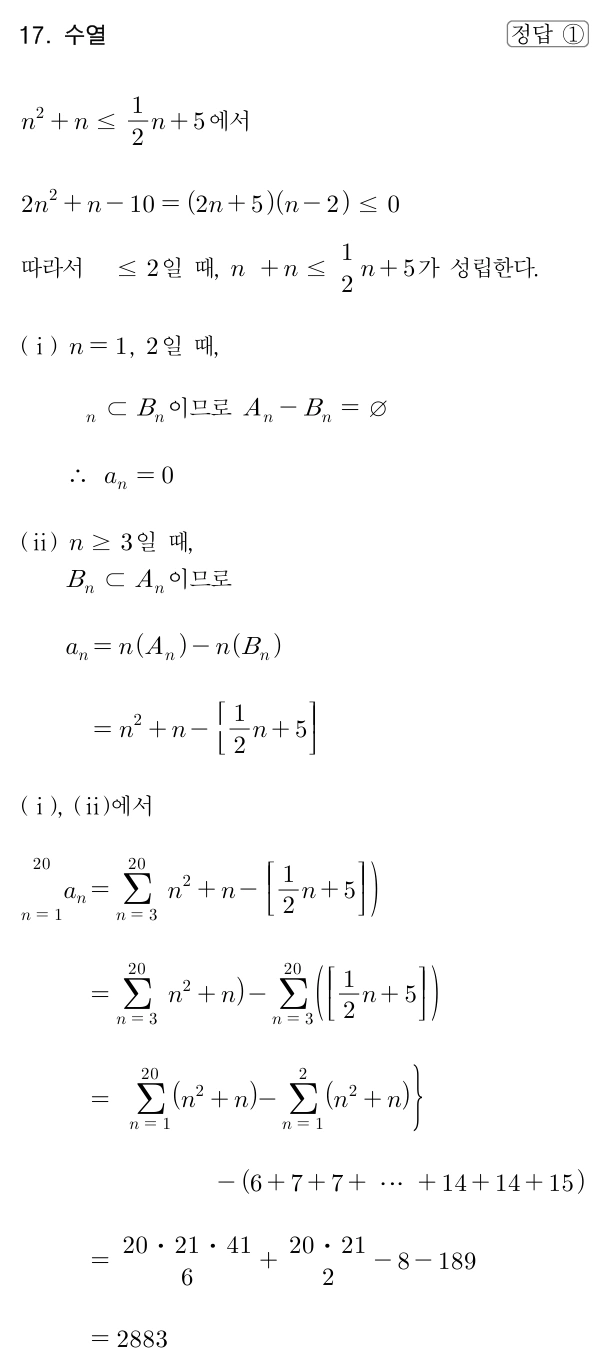 17. 수열 정답 ①
n² + n ≤ 1/2 n + 5에서
2n² + n − 10 = (2n + 5)(n − 2) ≤ 0
따라서 ≤ 2일 때, n + n ≤ 1/2 n + 5가 성립한다.
(i) n = 1, 2일 때,
ₙ ⊂ Bₙ이므로 Aₙ − Bₙ = ∅
∴ aₙ = 0
(ii) n ≥ 3일 때,
Bₙ ⊂ Aₙ이므로
aₙ = n(Aₙ) − n(Bₙ)
= n² + n − [1/2 n + 5]
(i), (ii)에서
20 n = 1 aₙ = ∑ 20 n = 3 n² + n − [1/2 n + 5])
= ∑ 20 n = 3 n² + n) − ∑ 20 n = 3 ([1/2 n + 5])
= ∑ 20 n = 1 (n² + n) − ∑ 2 n = 1 (n² + n)}
− (6 + 7 + 7 + ⋯ + 14 + 14 + 15)
= 20・21・41 6 + 20・21 2 − 8 − 189
= 2883